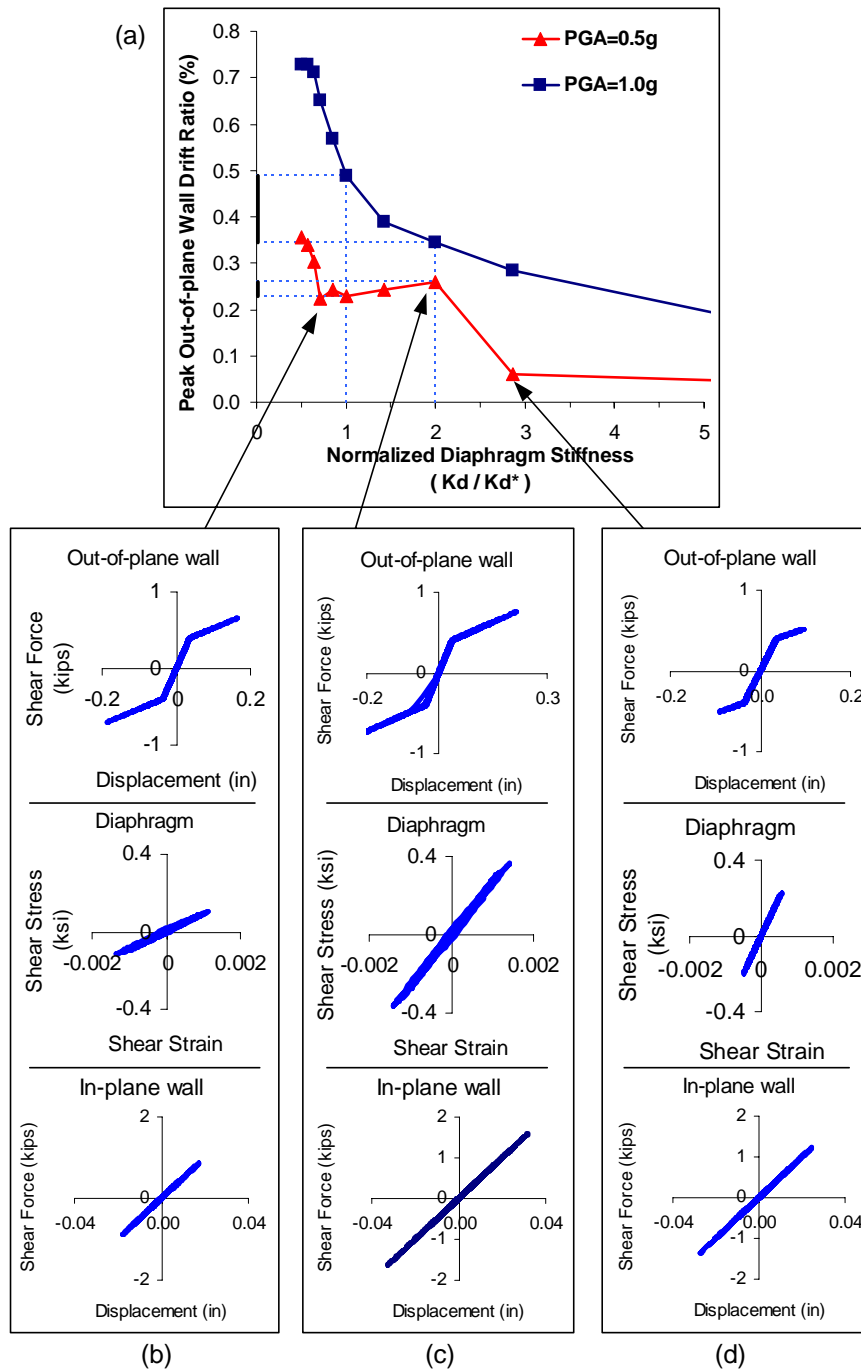 (a)
Peak Out-of-plane Wall Drift Ratio (%)
0.8
0.7
0.6
0.5
0.4
0.3
0.2
0.1
0.0
PGA=0.5g
PGA=1.0g
0 1 2 3 4 5
Normalized Diaphragm Stiffness
( Kd / Kd* )
Out-of-plane wall
Shear Force
(kips)
1
0
-1
-0.2 0 0.2
Displacement (in)
Diaphragm
Shear Stress
(ksi)
0.4
0
-0.4
-0.002 0 0.002
Shear Strain
In-plane wall
Shear Force (kips)
2
1
0
-2
-0.04 0.00 0.04
Displacement (in)
(b)
Out-of-plane wall
Shear Force (kips)
1
0
-1
-0.2 0 0.3
Displacement (in)
Diaphragm
Shear Stress (ksi)
0.4
0
-0.4
-0.002 0 0.002
Shear Strain
In-plane wall
Shear Force (kips)
2
1
0
-1
-2
-0.04 0.00 0.04
Displacement (in)
(c)
Out-of-plane wall
Shear Force (kips)
1
0
-1
-0.2 0.0 0.2
Displacement (in)
Diaphragm
Shear Stress
(ksi)
0.4
0
-0.4
-0.002 0 0.002
Shear Strain
In-plane wall
Shear Force (kips)
2
1
0
-1
-2
-0.04 0.00 0.04
Displacement (in)
(d)